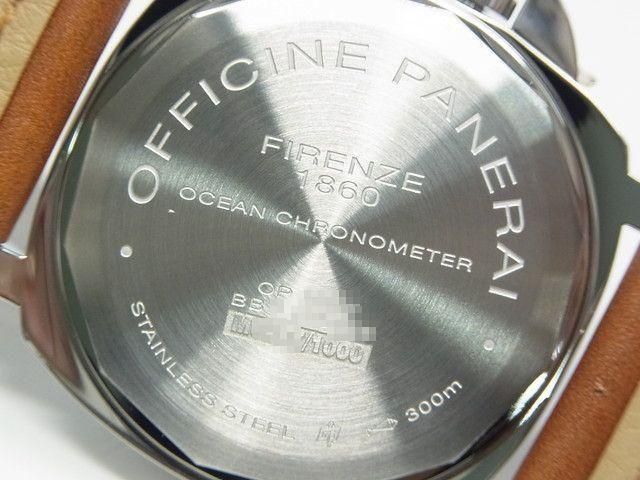 OFFICINE PANERAI
FIRENZE
1860
OCEAN CHRONOMETER
OP
BB
/1000
STAINLESS STEEL 300m